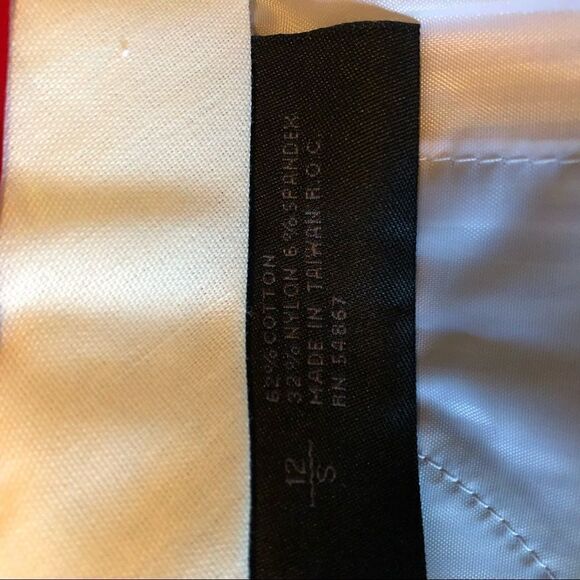 62% COTTON
32% NYLON 6% SPANDEX
MADE IN TAIWAN R.O.C.
RN 54867
12
S